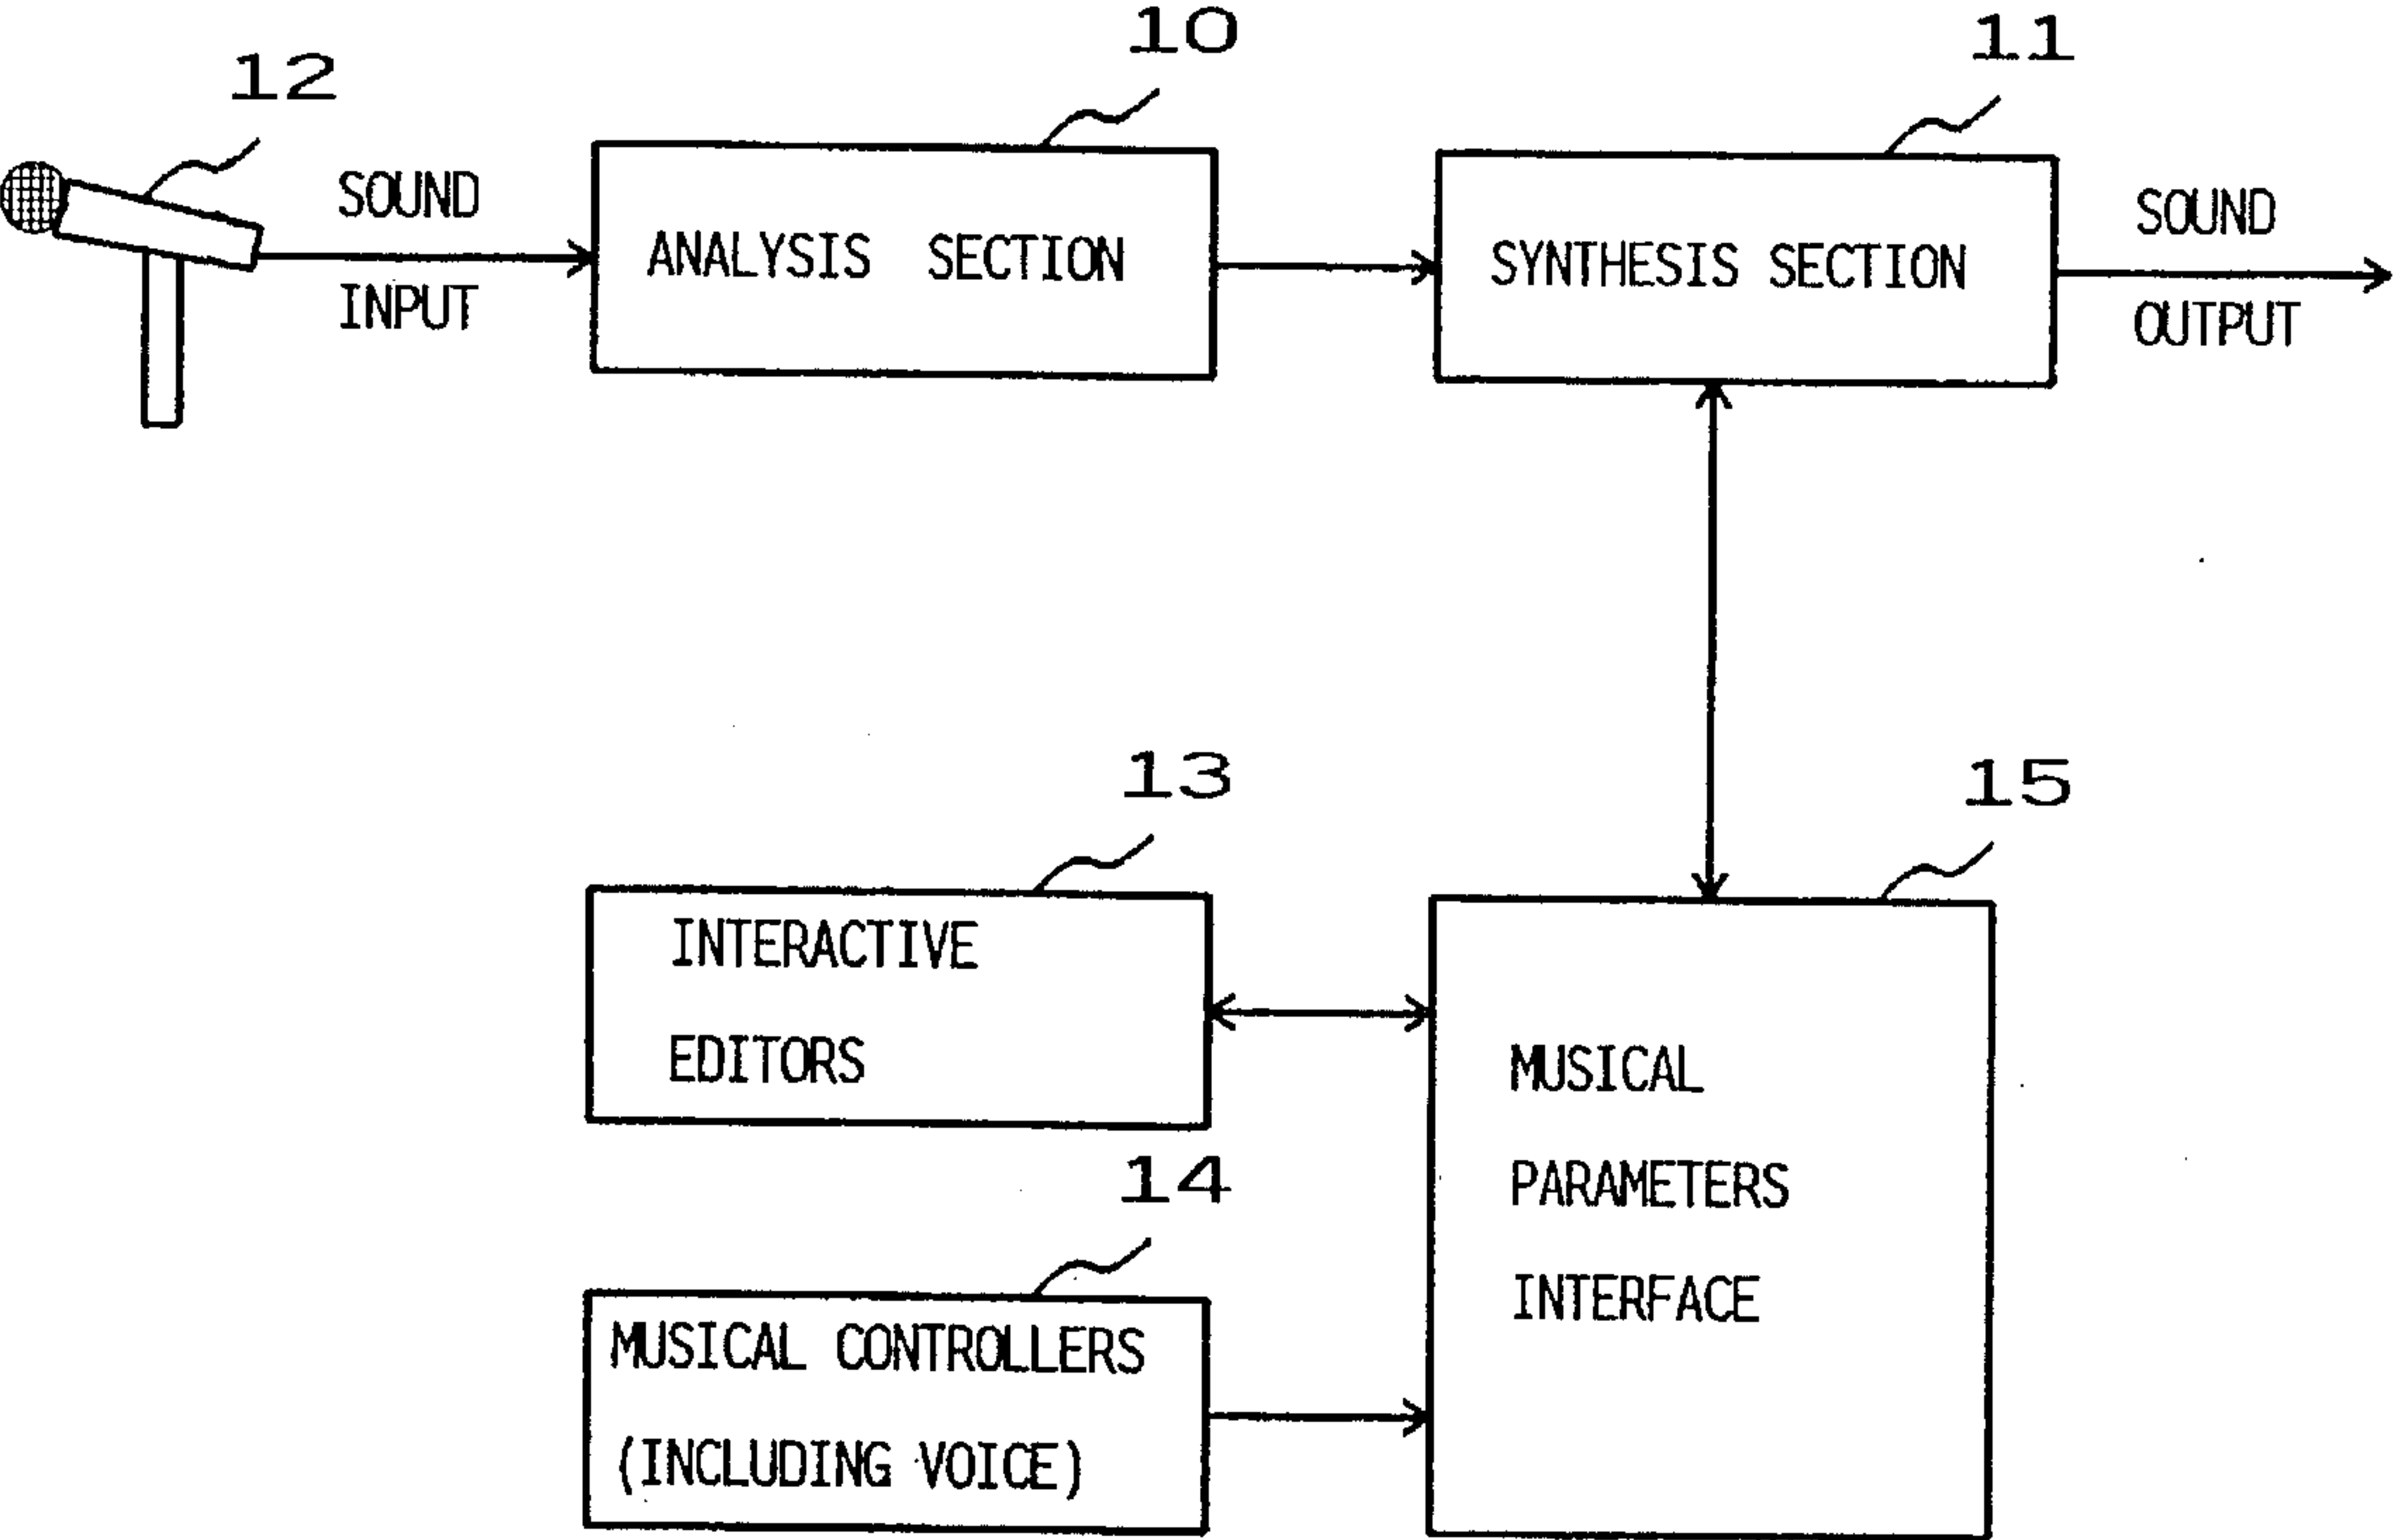 10
11
12
SOUND
INPUT
ANALYSIS SECTION
SYNTHESIS SECTION
SOUND
OUTPUT
13
15
INTERACTIVE
EDITORS
14
MUSICAL CONTROLLERS
(INCLUDING VOICE)
MUSICAL
PARAMETERS
INTERFACE